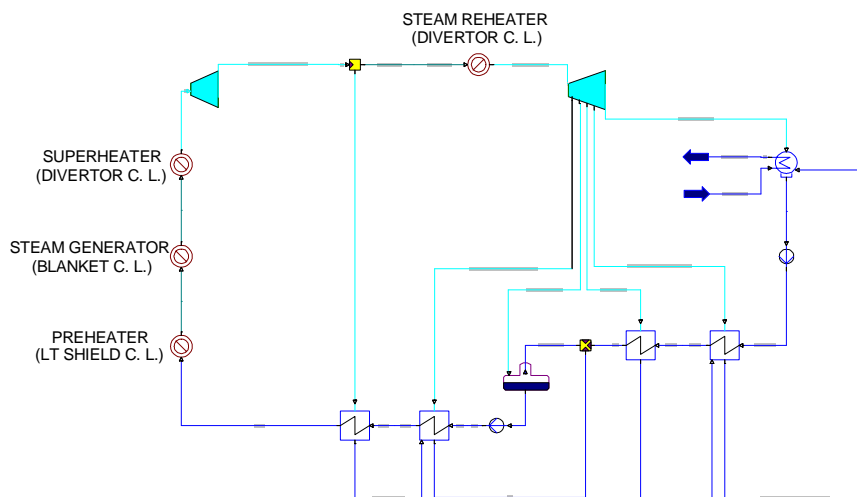 STEAM REHEATER
(DIVERTOR C. L.)
SUPERHEATER
(DIVERTOR C. L.)
STEAM GENERATOR
(BLANKET C. L.)
PREHEATER
(LT SHIELD C. L.)